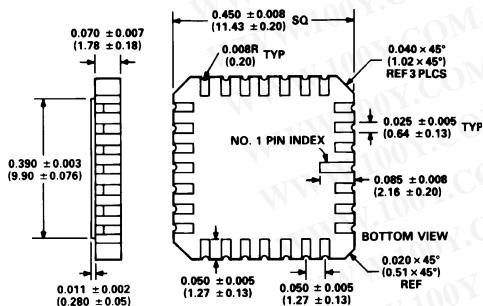 0.450 ± 0.008 SQ
(11.43 ± 0.20)
0.070 ± 0.007
(1.78 ± 0.18)
0.008R TYP
(0.20)
0.040 × 45°
(1.02 × 45°)
REF 3 PLCS
0.025 ± 0.005 TYP
(0.64 ± 0.13)
NO. 1 PIN INDEX
0.390 ± 0.003
(9.90 ± 0.076)
0.085 ± 0.008
(2.16 ± 0.20)
BOTTOM VIEW
0.020 × 45°
(0.51 × 45°)
REF
0.050 ± 0.005
(1.27 ± 0.13)
0.050 ± 0.005
(1.27 ± 0.13)
0.011 ± 0.002
(0.280 ± 0.05)
WWW.100Y.COM